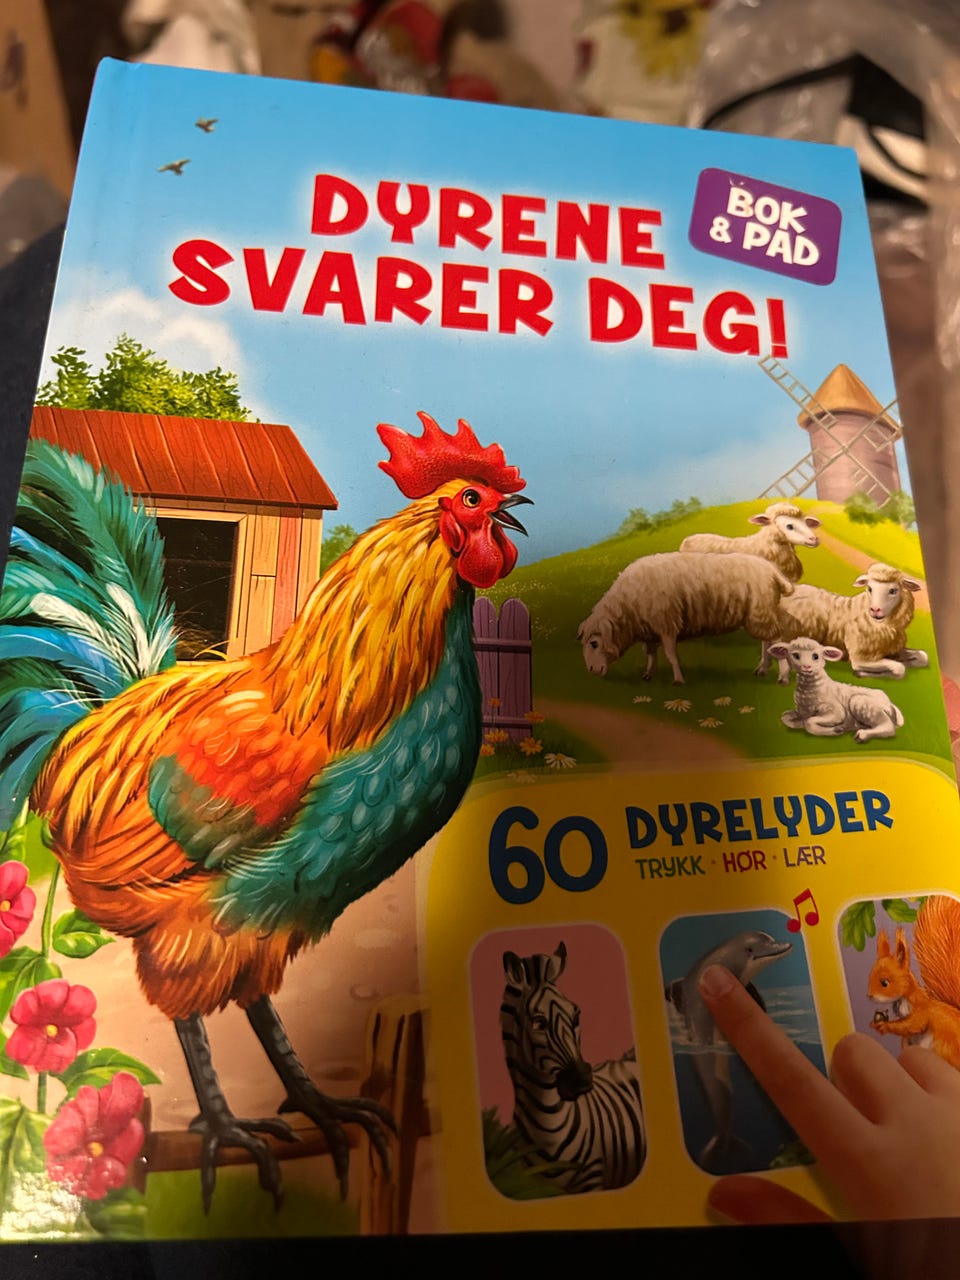 DYRENE
SVARER DEG!
BOK
& PAD
60 DYRELYDER
TRYKK · HØR · LÆR